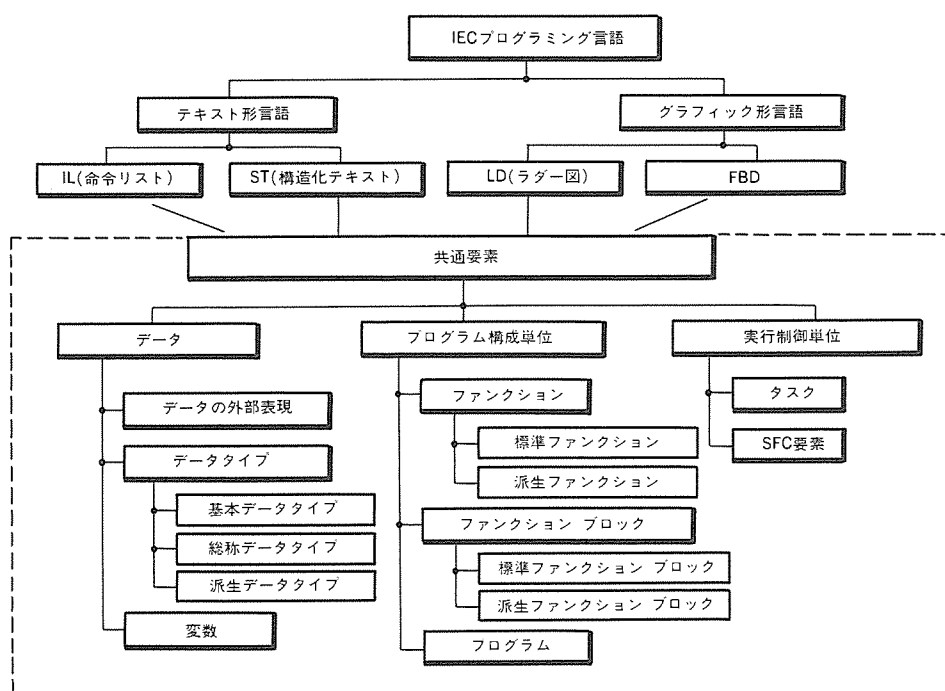 IECプログラミング言語
テキスト形言語
グラフィック形言語
IL(命令リスト)
ST(構造化テキスト)
LD(ラダー図)
FBD
共通要素
データ
プログラム構成単位
実行制御単位
データの外部表現
ファンクション
タスク
標準ファンクション
SFC要素
データタイプ
派生ファンクション
基本データタイプ
ファンクション ブロック
総称データタイプ
標準ファンクション ブロック
派生データタイプ
派生ファンクション ブロック
変数
プログラム